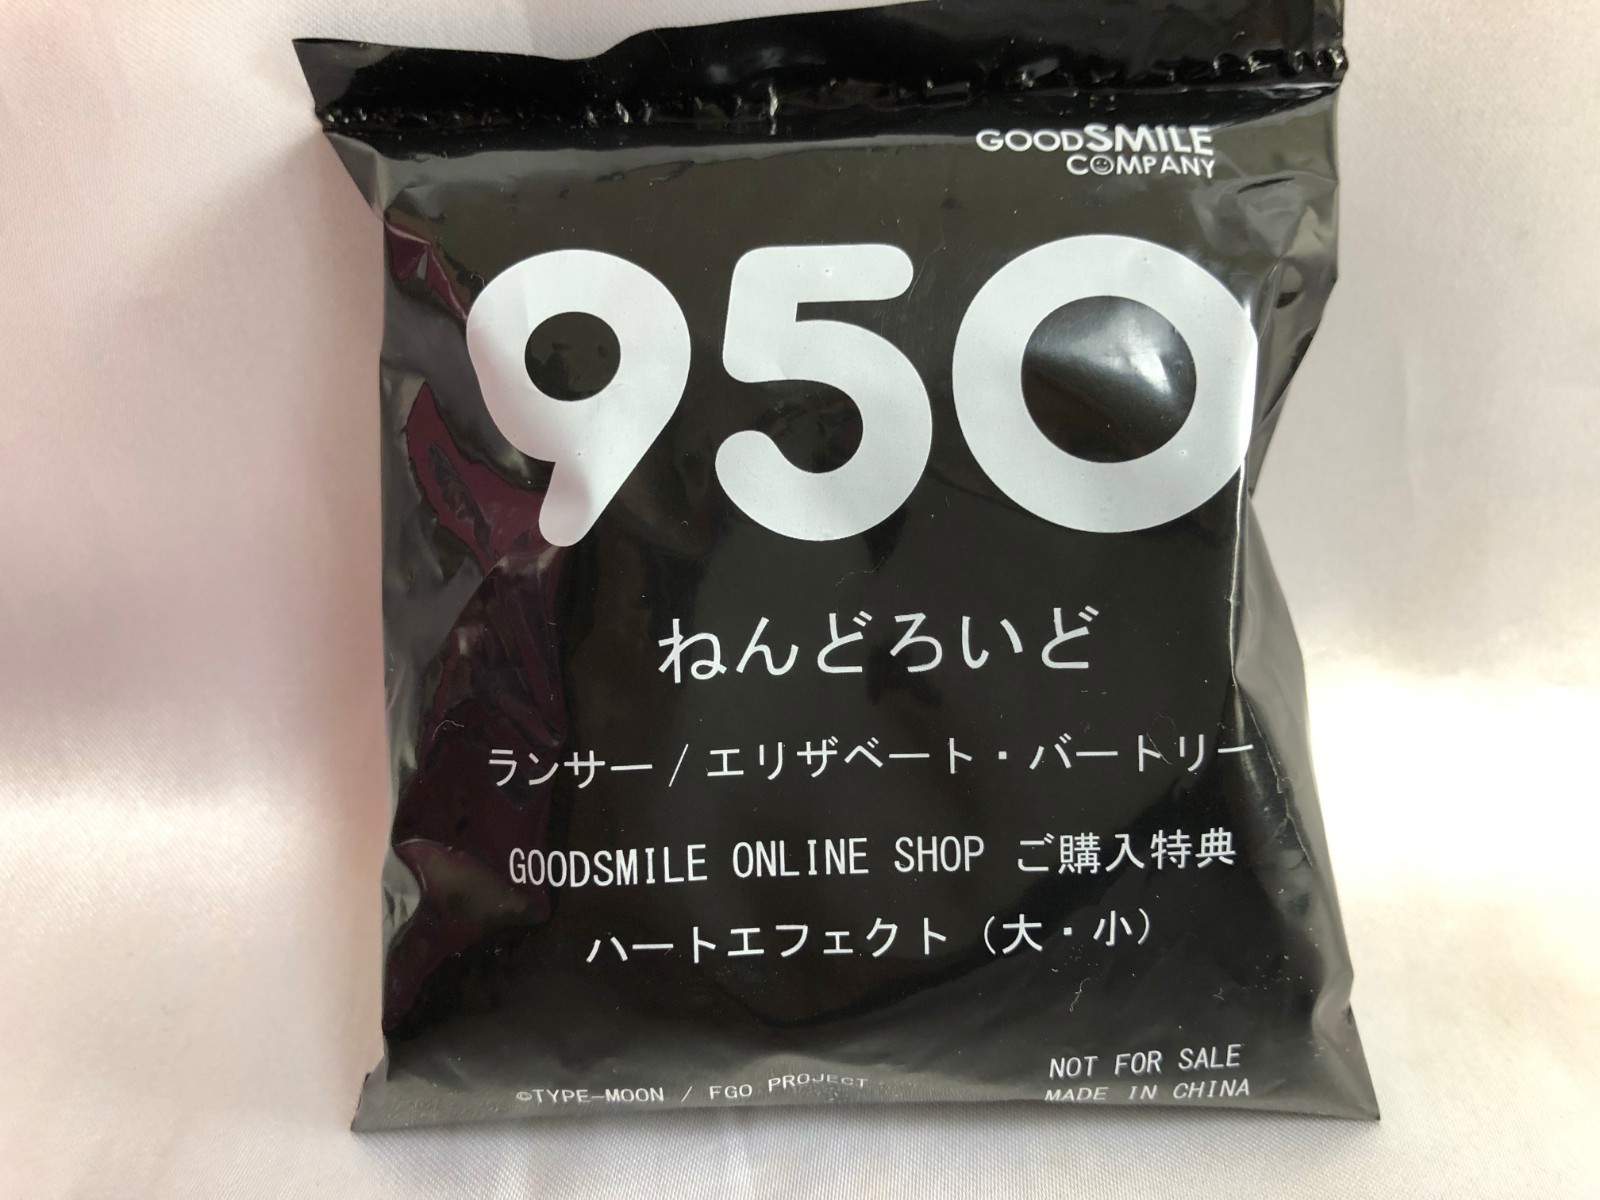 GOODSMILE
COMPANY
950
ねんどろいど
ランサー/エリザベート・バートリー
GOODSMILE ONLINE SHOP ご購入特典
ハートエフェクト（大・小）
NOT FOR SALE
©TYPE-MOON / FGO PROJECT
MADE IN CHINA